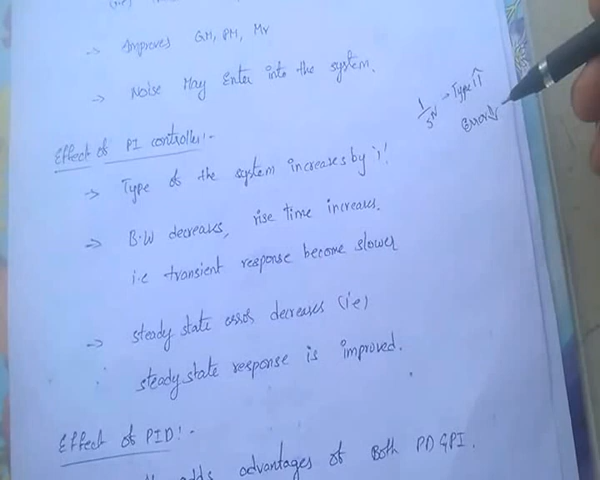 → Improves GM, PM, Mr
→ Noise May Enter into the system.
1/s^N → Type ↑
Error ↓
Effect of PI controller:-
→ Type of the system increases by '1'.
→ B.W decreases, rise time increases.
i.e transient response become slower
→ steady state error decreases (i.e)
steady state response is improved.
Effect of PID:-
adds advantages of Both PD & PI.